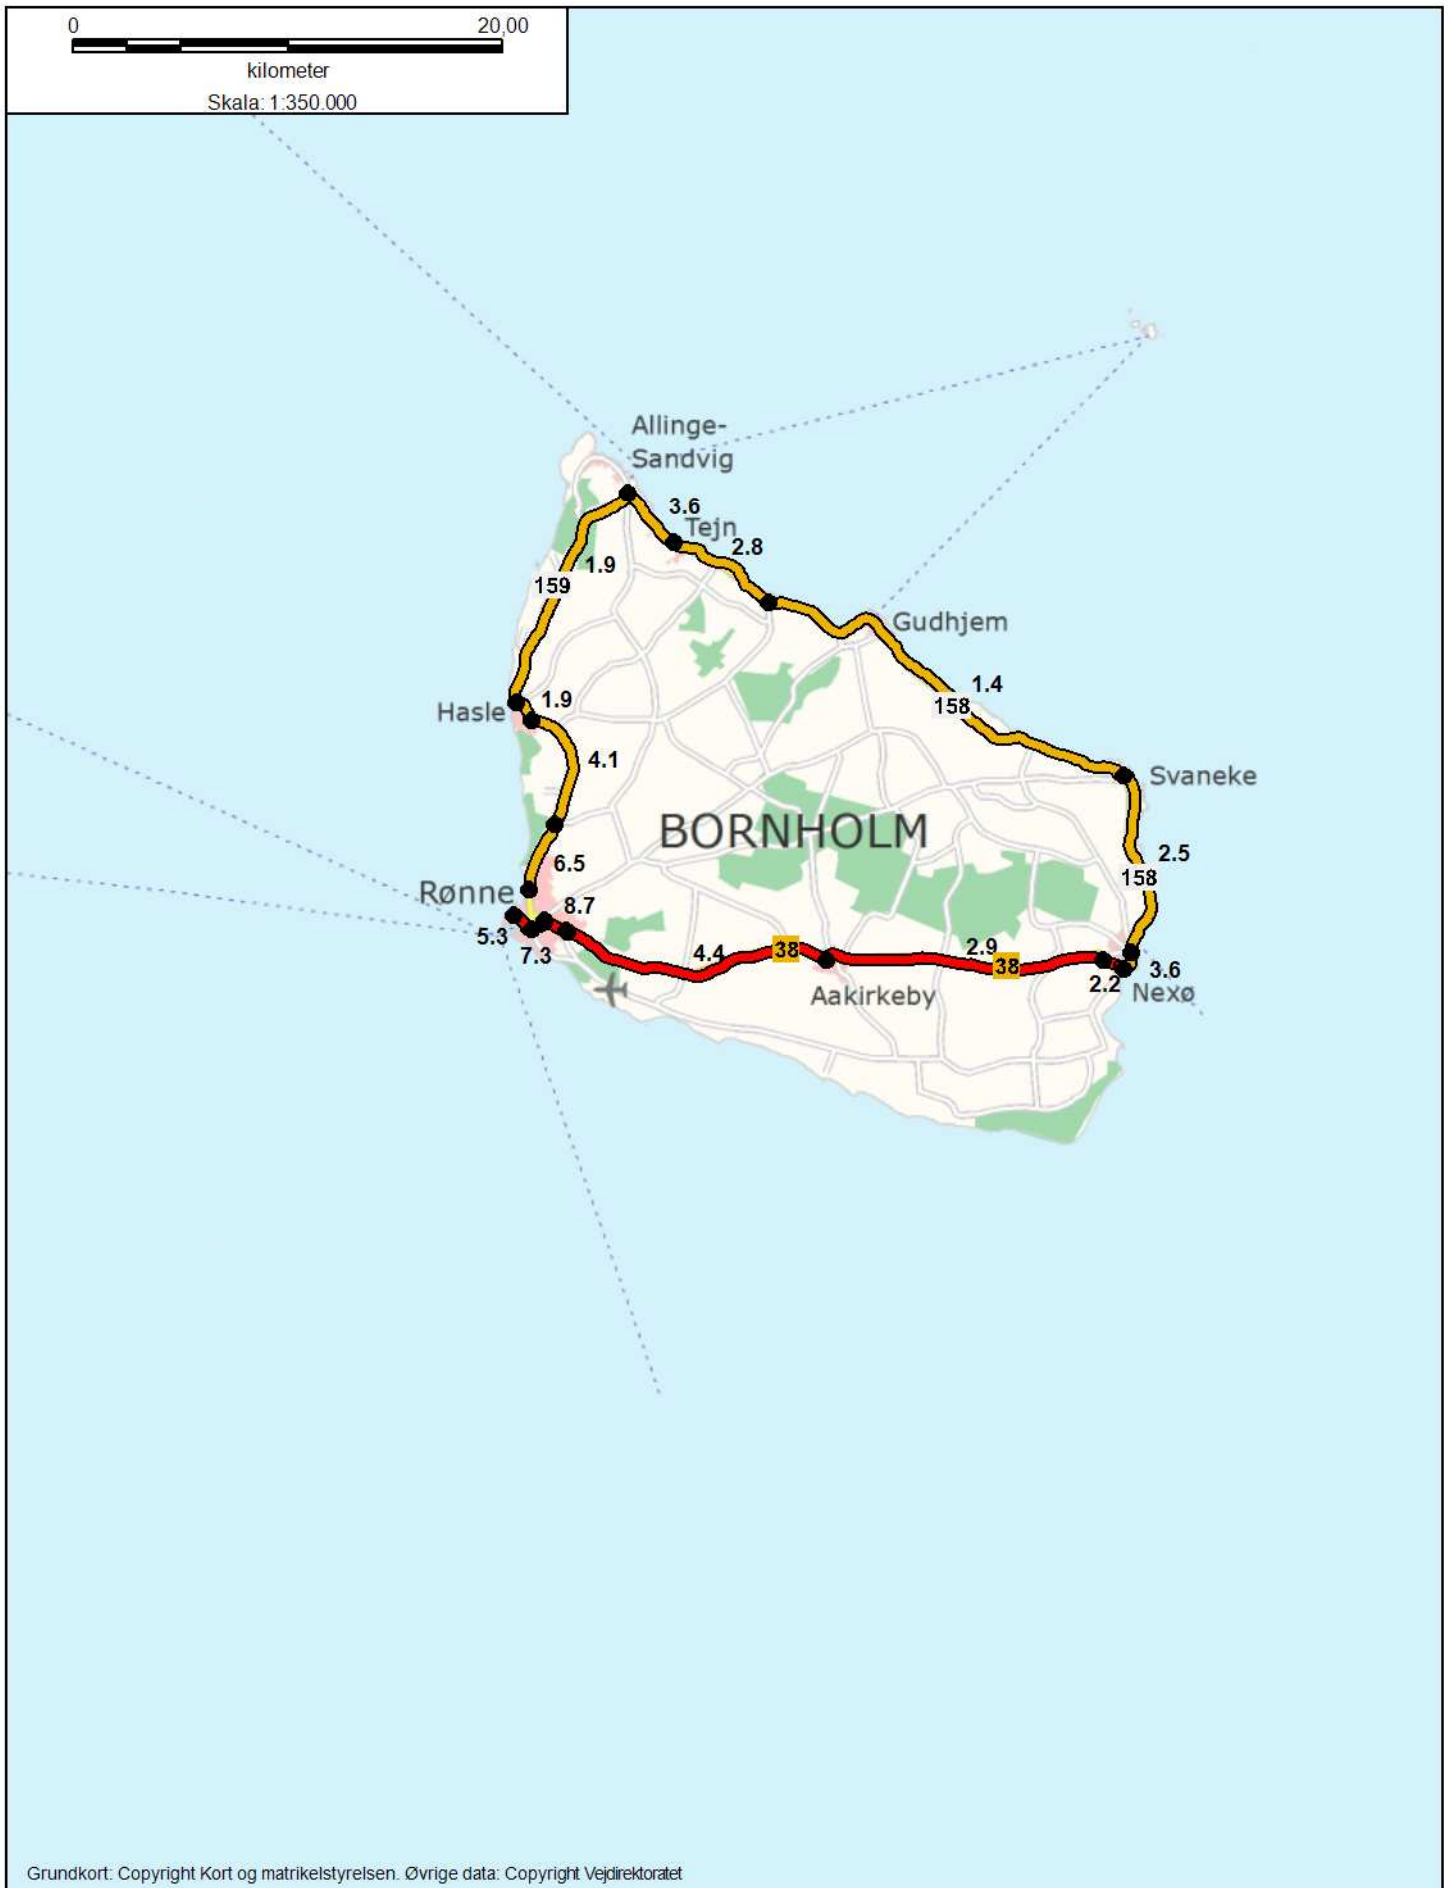 0 20,00
kilometer
Skala: 1:350.000
Allinge-
Sandvig
3.6
Tejn
2.8
1.9
159
Gudhjem
1.4
158
1.9
Hasle
4.1
Svaneke
BORNHOLM
2.5
158
6.5
Rønne
8.7
5.3
7.3
4.4
38
2.9
38
3.6
2.2
Nexø
Aakirkeby
Grundkort: Copyright Kort og matrikelstyrelsen. Øvrige data: Copyright Vejdirektoratet